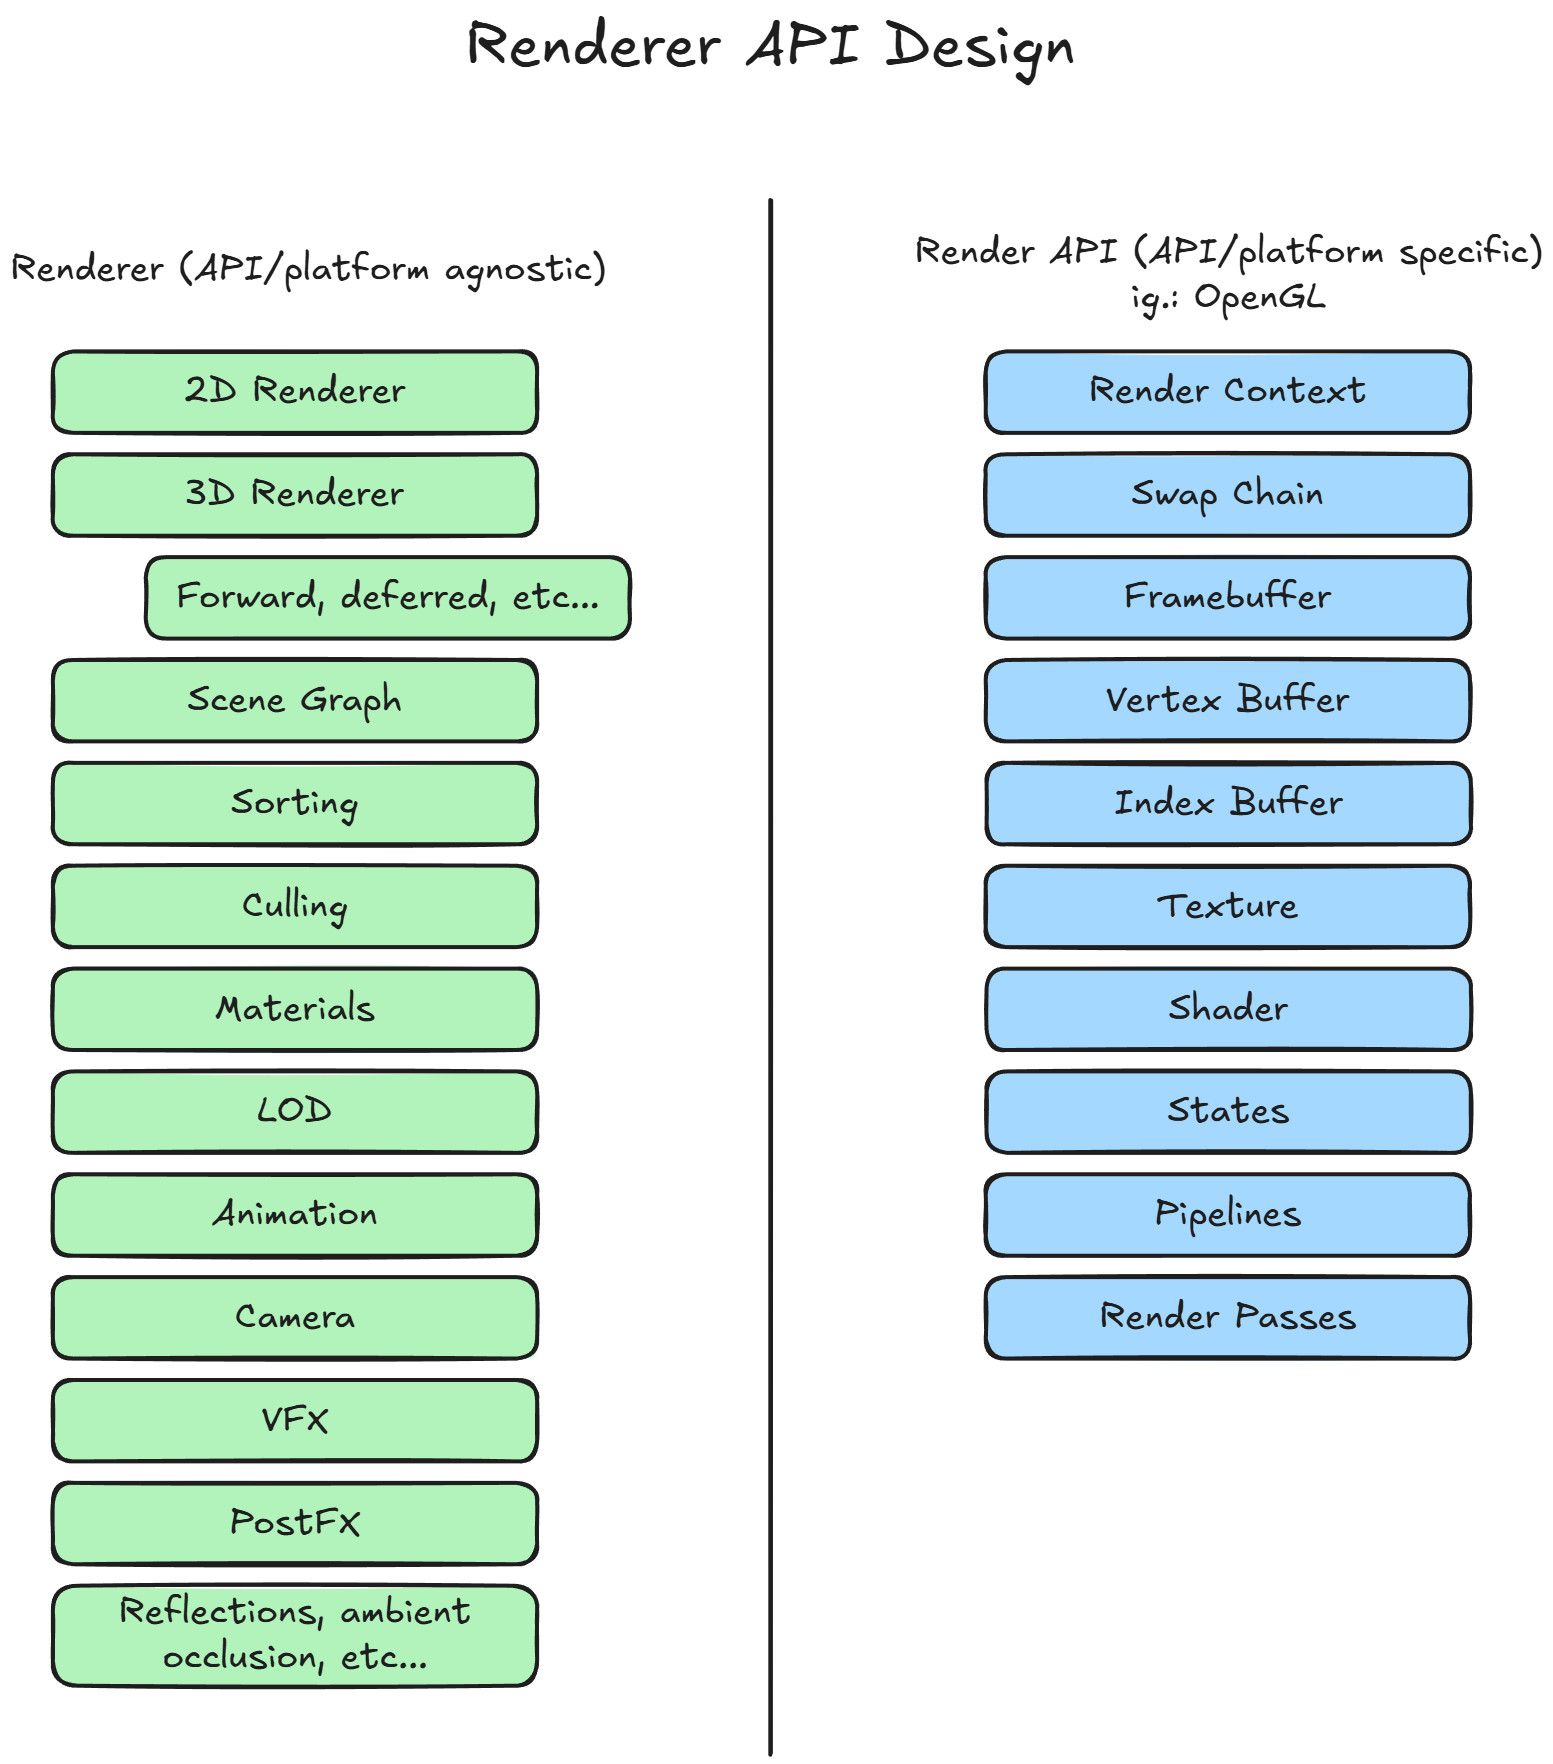 Renderer API Design
Renderer (API/platform agnostic)
2D Renderer
3D Renderer
Forward, deferred, etc...
Scene Graph
Sorting
Culling
Materials
LOD
Animation
Camera
VFX
PostFX
Reflections, ambient
occlusion, etc...
Render API (API/platform specific)
ig.: OpenGL
Render Context
Swap Chain
Framebuffer
Vertex Buffer
Index Buffer
Texture
Shader
States
Pipelines
Render Passes